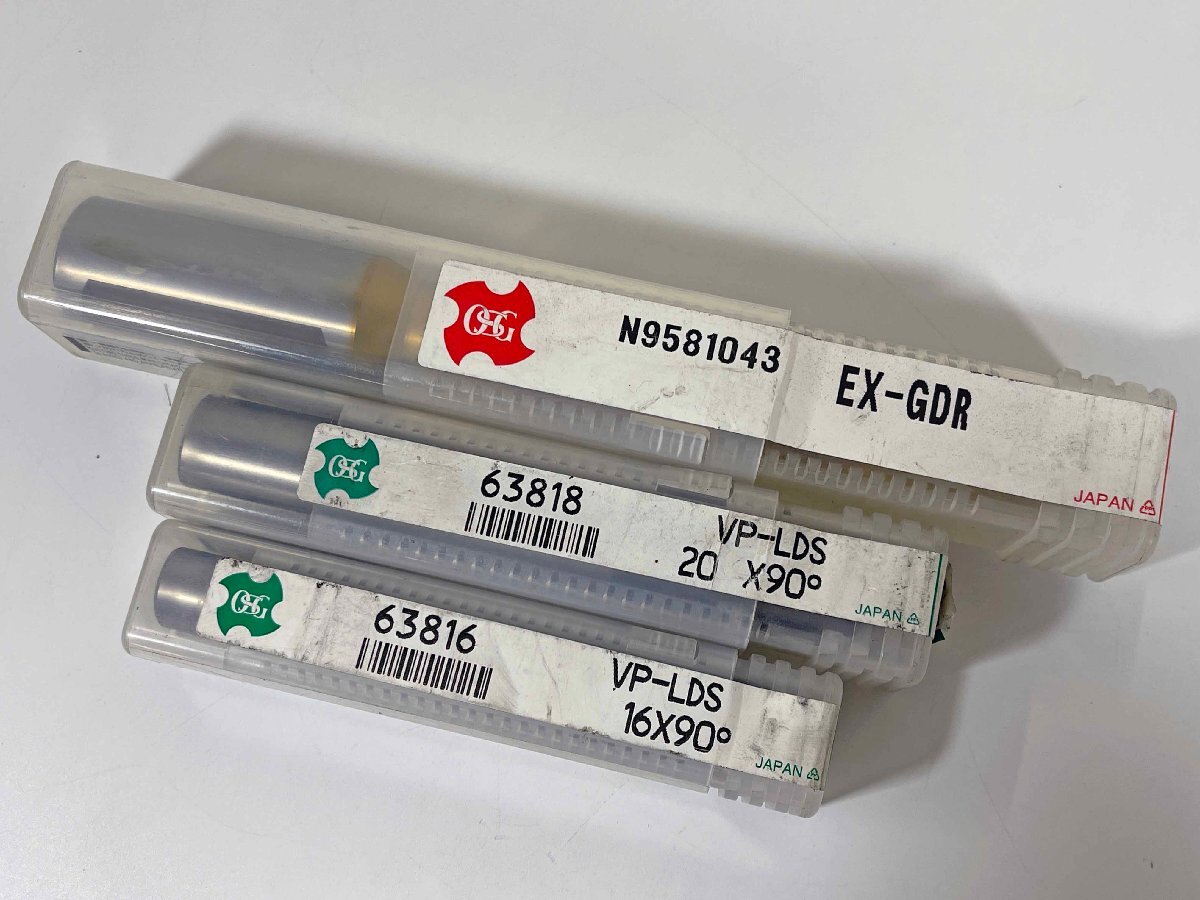 OSG
N9581043
EX-GDR
JAPAN
OSG
63818
VP-LDS
20 X90°
JAPAN
OSG
63816
VP-LDS
16X90°
JAPAN